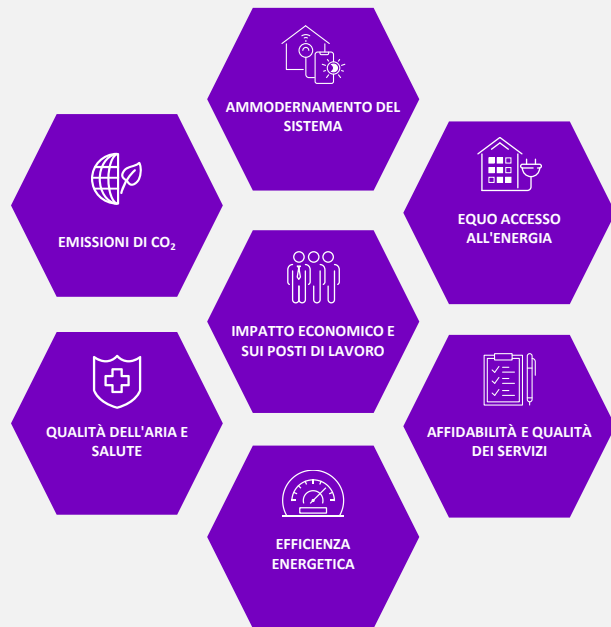 AMMODERNAMENTO DEL
SISTEMA
EMISSIONI DI CO₂
EQUO ACCESSO
ALL'ENERGIA
IMPATTO ECONOMICO E
SUI POSTI DI LAVORO
QUALITÀ DELL'ARIA E
SALUTE
AFFIDABILITÀ E QUALITÀ
DEI SERVIZI
EFFICIENZA
ENERGETICA